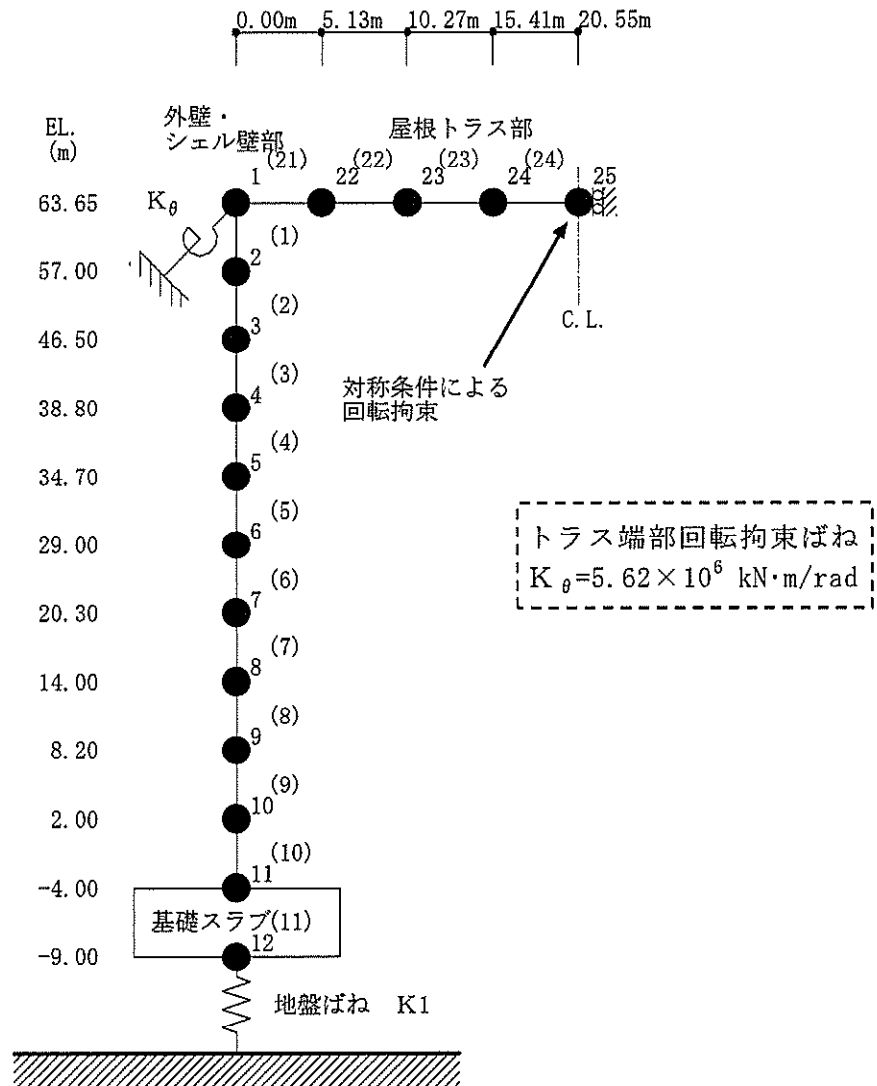 0.00m 5.13m 10.27m 15.41m 20.55m
EL.
(m)
外壁・
シェル壁部
屋根トラス部
1 (21) 22 (22) 23 (23) 24 (24) 25
63.65
Kθ
(1)
57.00 2
(2)
46.50 3
C.L.
(3)
対称条件による
回転拘束
38.80 4
(4)
34.70 5
(5)
29.00 6
トラス端部回転拘束ばね
Kθ=5.62×10⁶ kN·m/rad
(6)
20.30 7
(7)
14.00 8
(8)
8.20 9
(9)
2.00 10
(10)
-4.00 11
基礎スラブ(11)
-9.00 12
地盤ばね K1